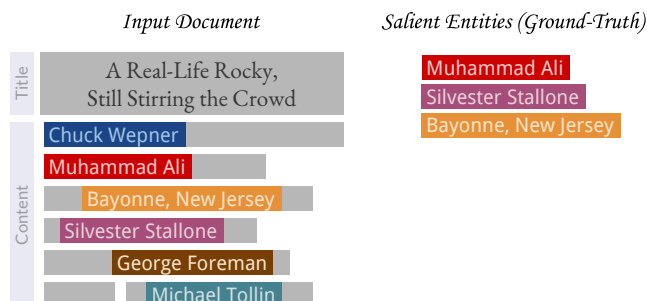 Input Document
Salient Entities (Ground-Truth)
Title
A Real-Life Rocky,
Still Stirring the Crowd
Muhammad Ali
Silvester Stallone
Bayonne, New Jersey
Content
Chuck Wepner
Muhammad Ali
Bayonne, New Jersey
Silvester Stallone
George Foreman
Michael Tollin